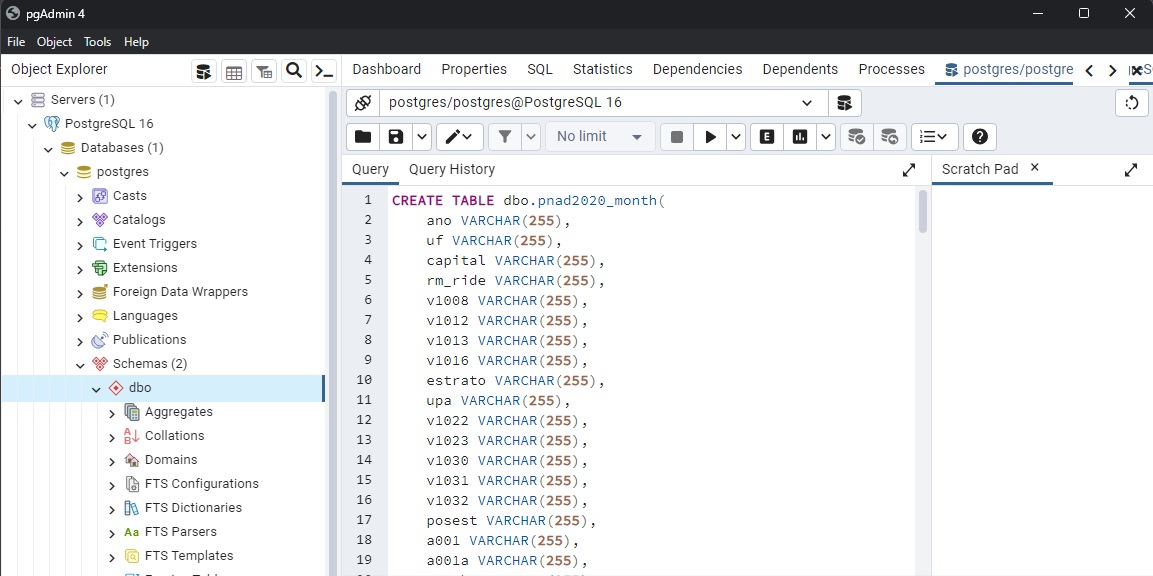 pgAdmin 4
File Object Tools Help
Object Explorer
Dashboard Properties SQL Statistics Dependencies Dependents Processes postgres/postgre
Servers (1)
PostgreSQL 16
Databases (1)
postgres
Casts
Catalogs
Event Triggers
Extensions
Foreign Data Wrappers
Languages
Publications
Schemas (2)
dbo
Aggregates
Collations
Domains
FTS Configurations
FTS Dictionaries
Aa FTS Parsers
FTS Templates
postgres/postgres@PostgreSQL 16
No limit
E
Query Query History
Scratch Pad
1 CREATE TABLE dbo.pnad2020_month(
2 ano VARCHAR(255),
3 uf VARCHAR(255),
4 capital VARCHAR(255),
5 rm_ride VARCHAR(255),
6 v1008 VARCHAR(255),
7 v1012 VARCHAR(255),
8 v1013 VARCHAR(255),
9 v1016 VARCHAR(255),
10 estrato VARCHAR(255),
11 upa VARCHAR(255),
12 v1022 VARCHAR(255),
13 v1023 VARCHAR(255),
14 v1030 VARCHAR(255),
15 v1031 VARCHAR(255),
16 v1032 VARCHAR(255),
17 posest VARCHAR(255),
18 a001 VARCHAR(255),
19 a001a VARCHAR(255),